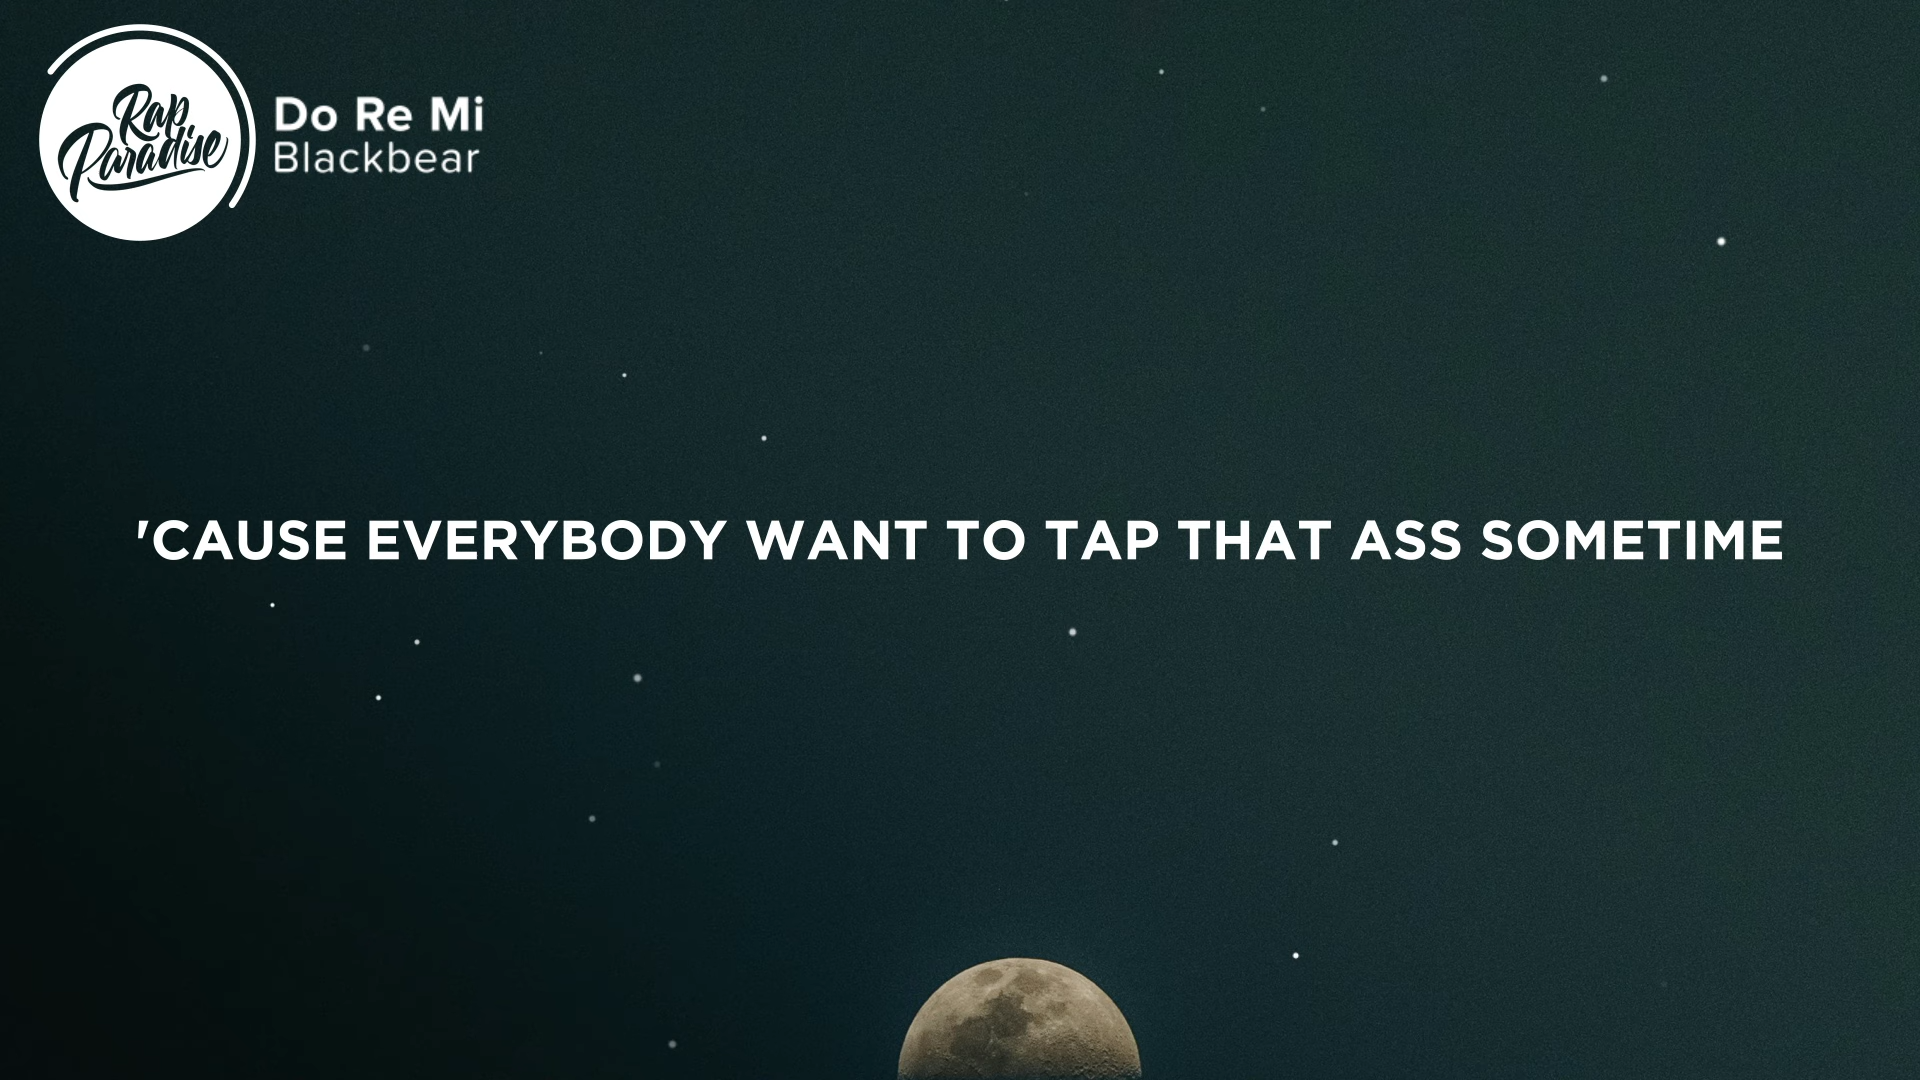 Rap
Paradise
Do Re Mi
Blackbear
'CAUSE EVERYBODY WANT TO TAP THAT ASS SOMETIME